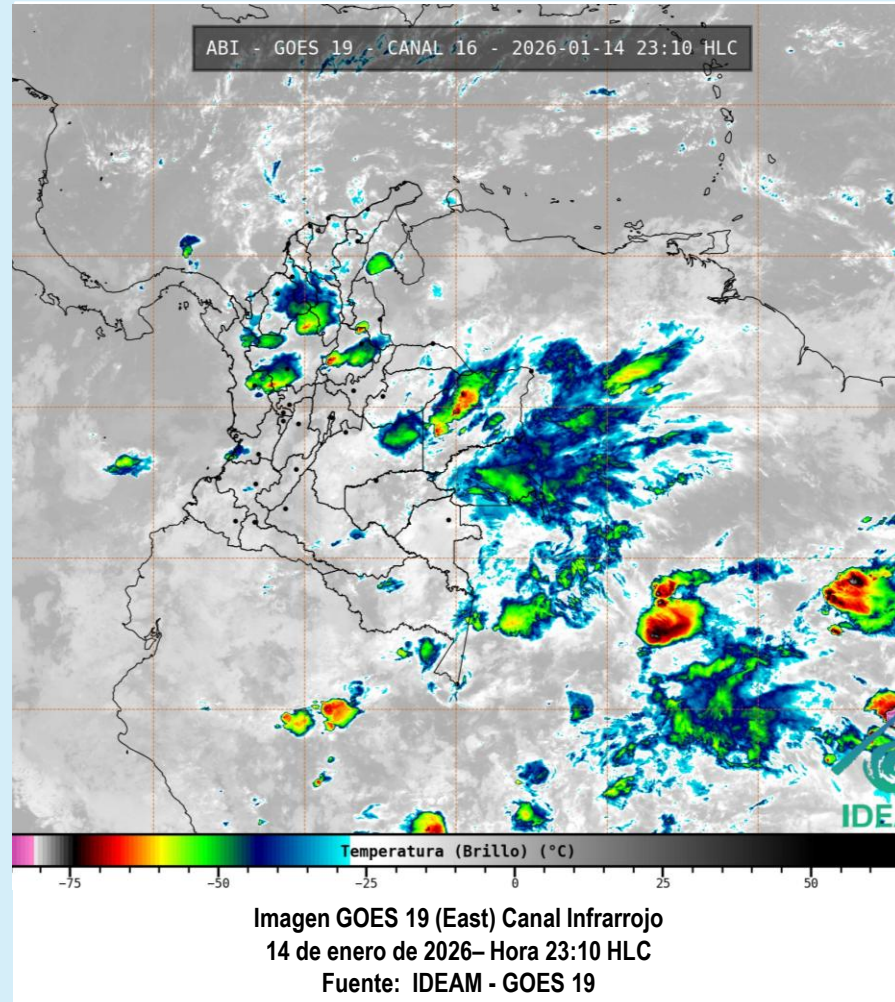 ABI - GOES 19 - CANAL 16 - 2026-01-14 23:10 HLC
IDE
Temperatura (Brillo) (°C)
−75 −50 −25 0 25 50
Imagen GOES 19 (East) Canal Infrarrojo
14 de enero de 2026– Hora 23:10 HLC
Fuente: IDEAM - GOES 19